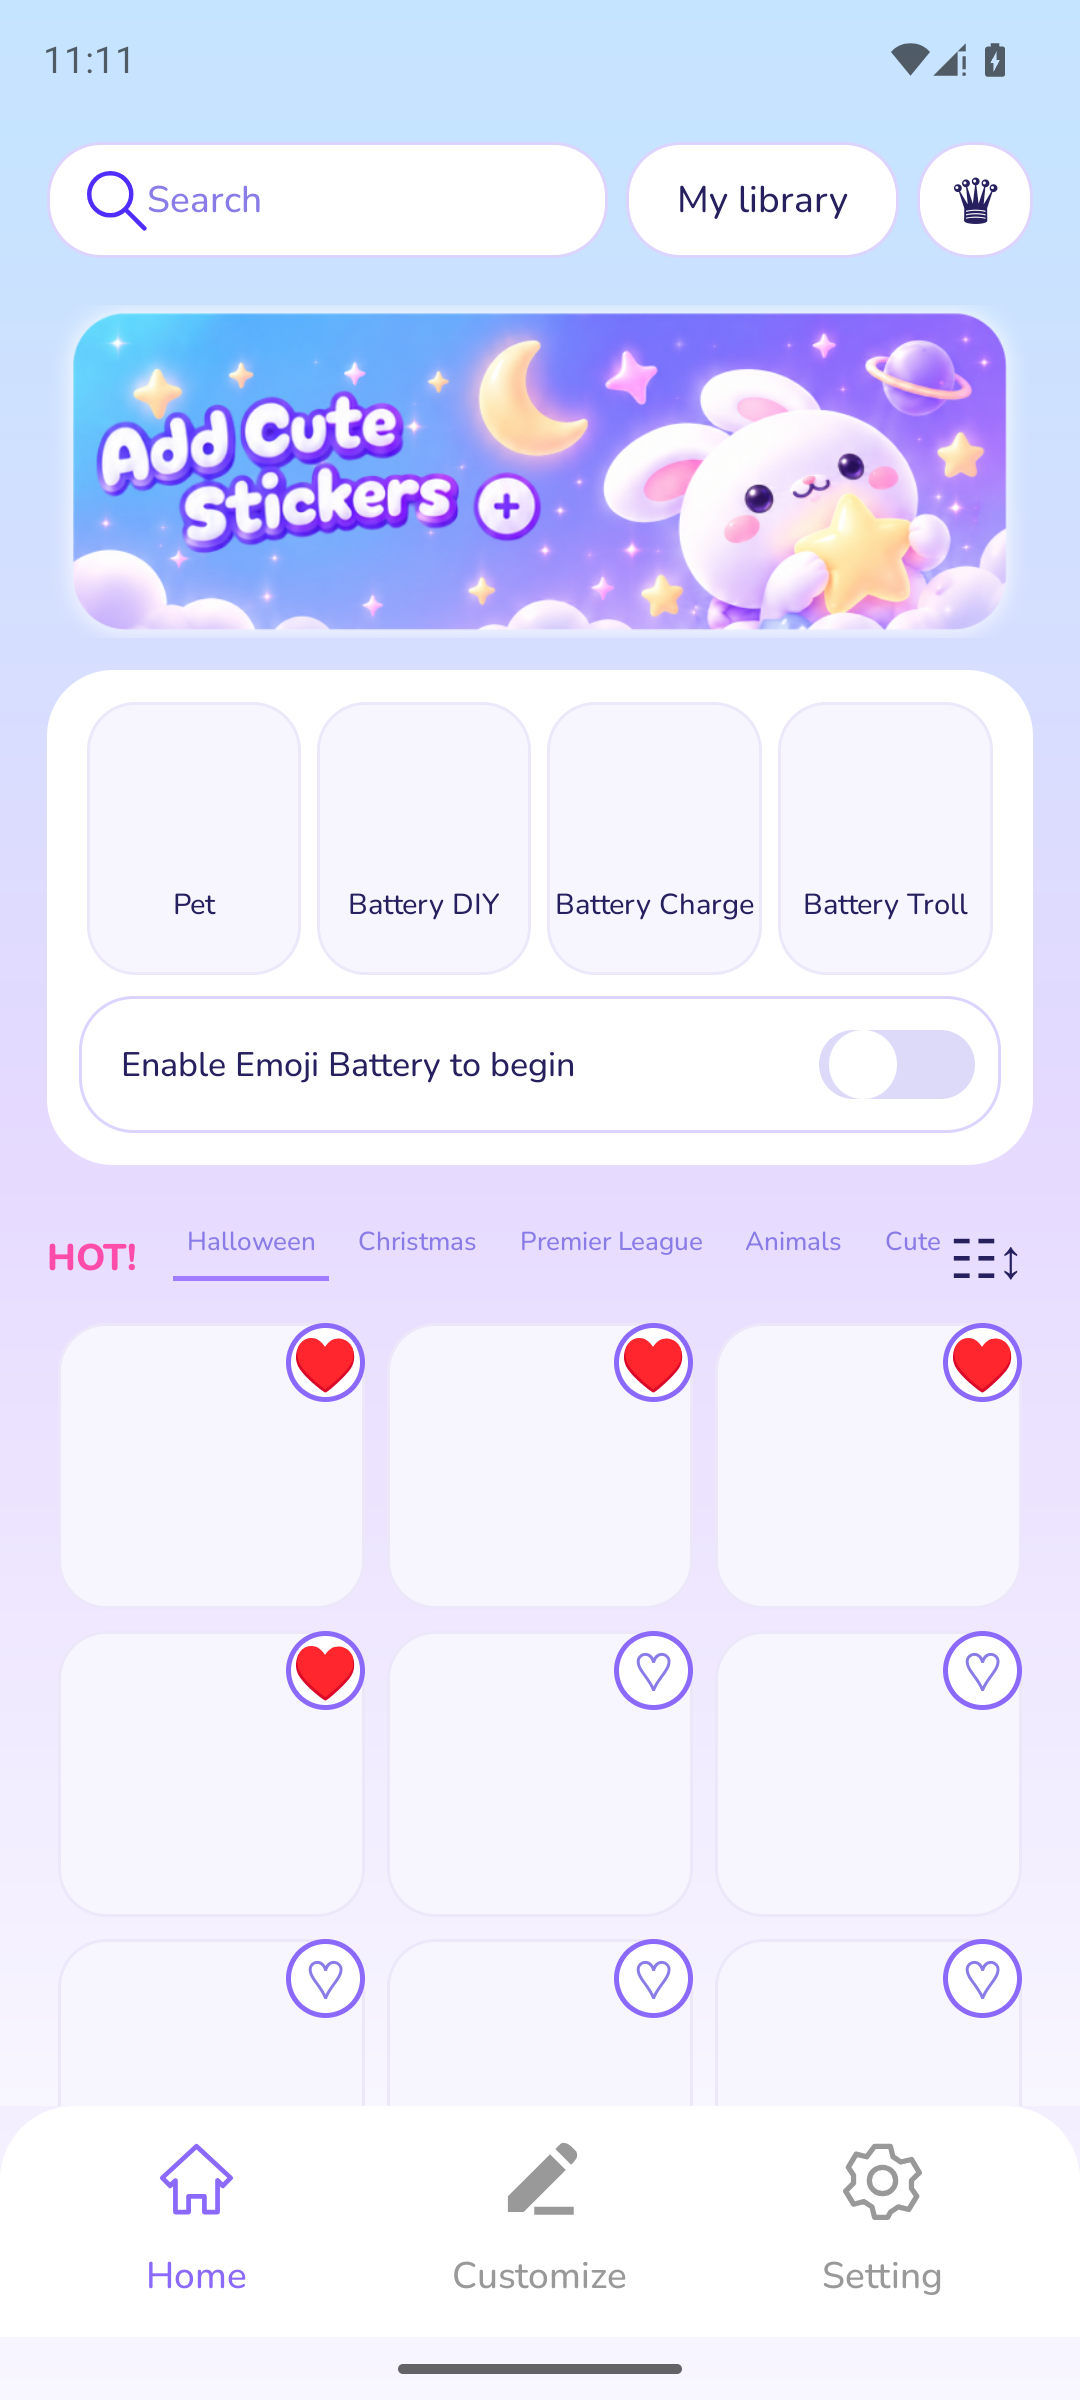 11:11
Search
My library
Add Cute
Stickers
Pet
Battery DIY
Battery Charge
Battery Troll
Enable Emoji Battery to begin
HOT!
Halloween
Christmas
Premier League
Animals
Cute
Home
Customize
Setting